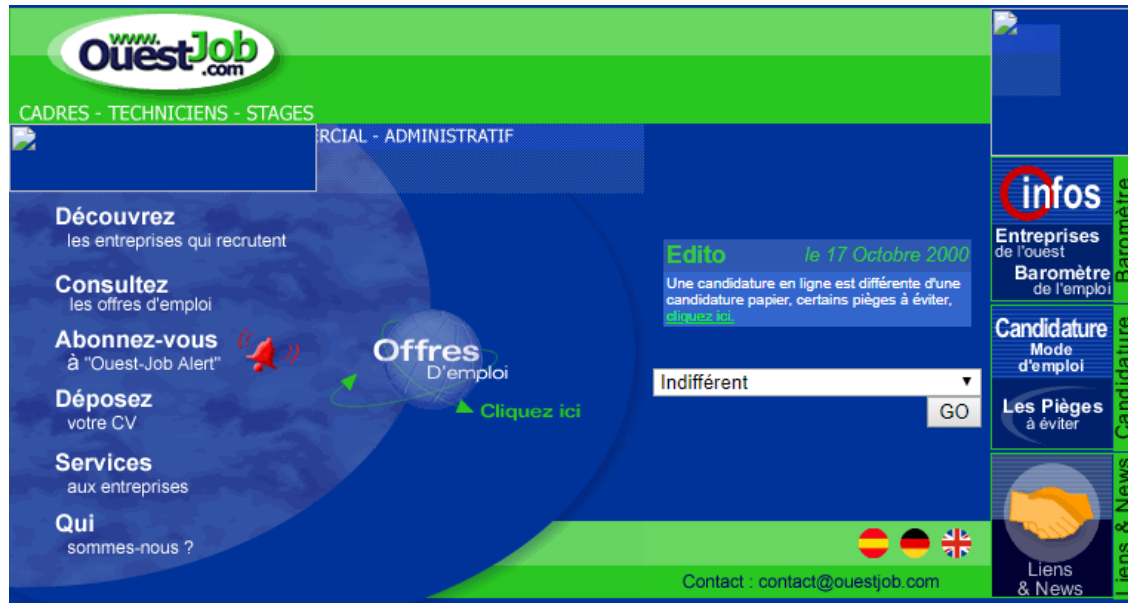 www.
OuestJob
.com
CADRES - TECHNICIENS - STAGES
RCIAL - ADMINISTRATIF
Découvrez
les entreprises qui recrutent
Consultez
les offres d'emploi
Abonnez-vous
à "Ouest-Job Alert"
Déposez
votre CV
Services
aux entreprises
Qui
sommes-nous ?
Offres
D'emploi
Cliquez ici
Edito le 17 Octobre 2000
Une candidature en ligne est différente d'une
candidature papier, certains pièges à éviter,
cliquez ici.
Indifférent
GO
Contact : contact@ouestjob.com
infos
Entreprises
de l'ouest
Baromètre
de l'emploi
Baromètre
Candidature
Mode
d'emploi
Les Pièges
à éviter
Candidature
Liens
& News
Liens & News